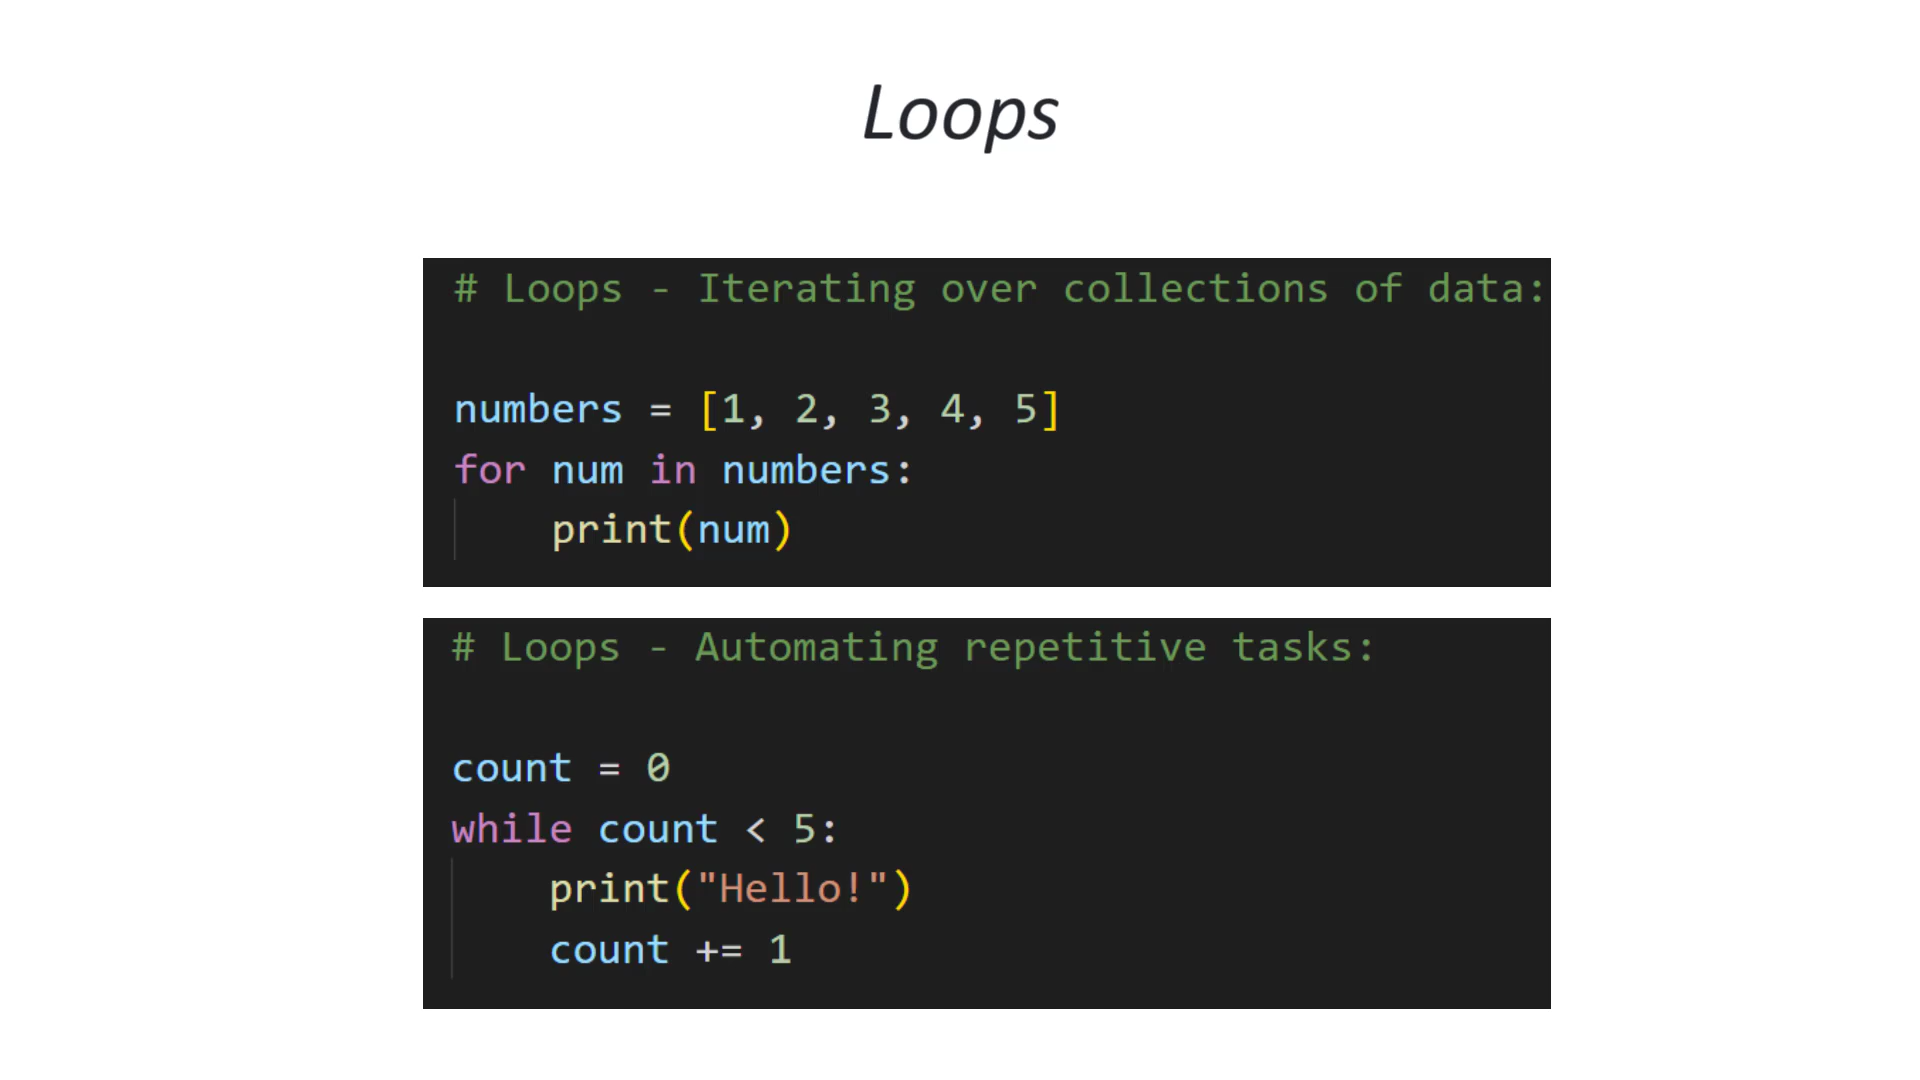 Loops
# Loops - Iterating over collections of data:
numbers = [1, 2, 3, 4, 5]
for num in numbers:
    print(num)
# Loops - Automating repetitive tasks:
count = 0
while count < 5:
    print("Hello!")
    count += 1